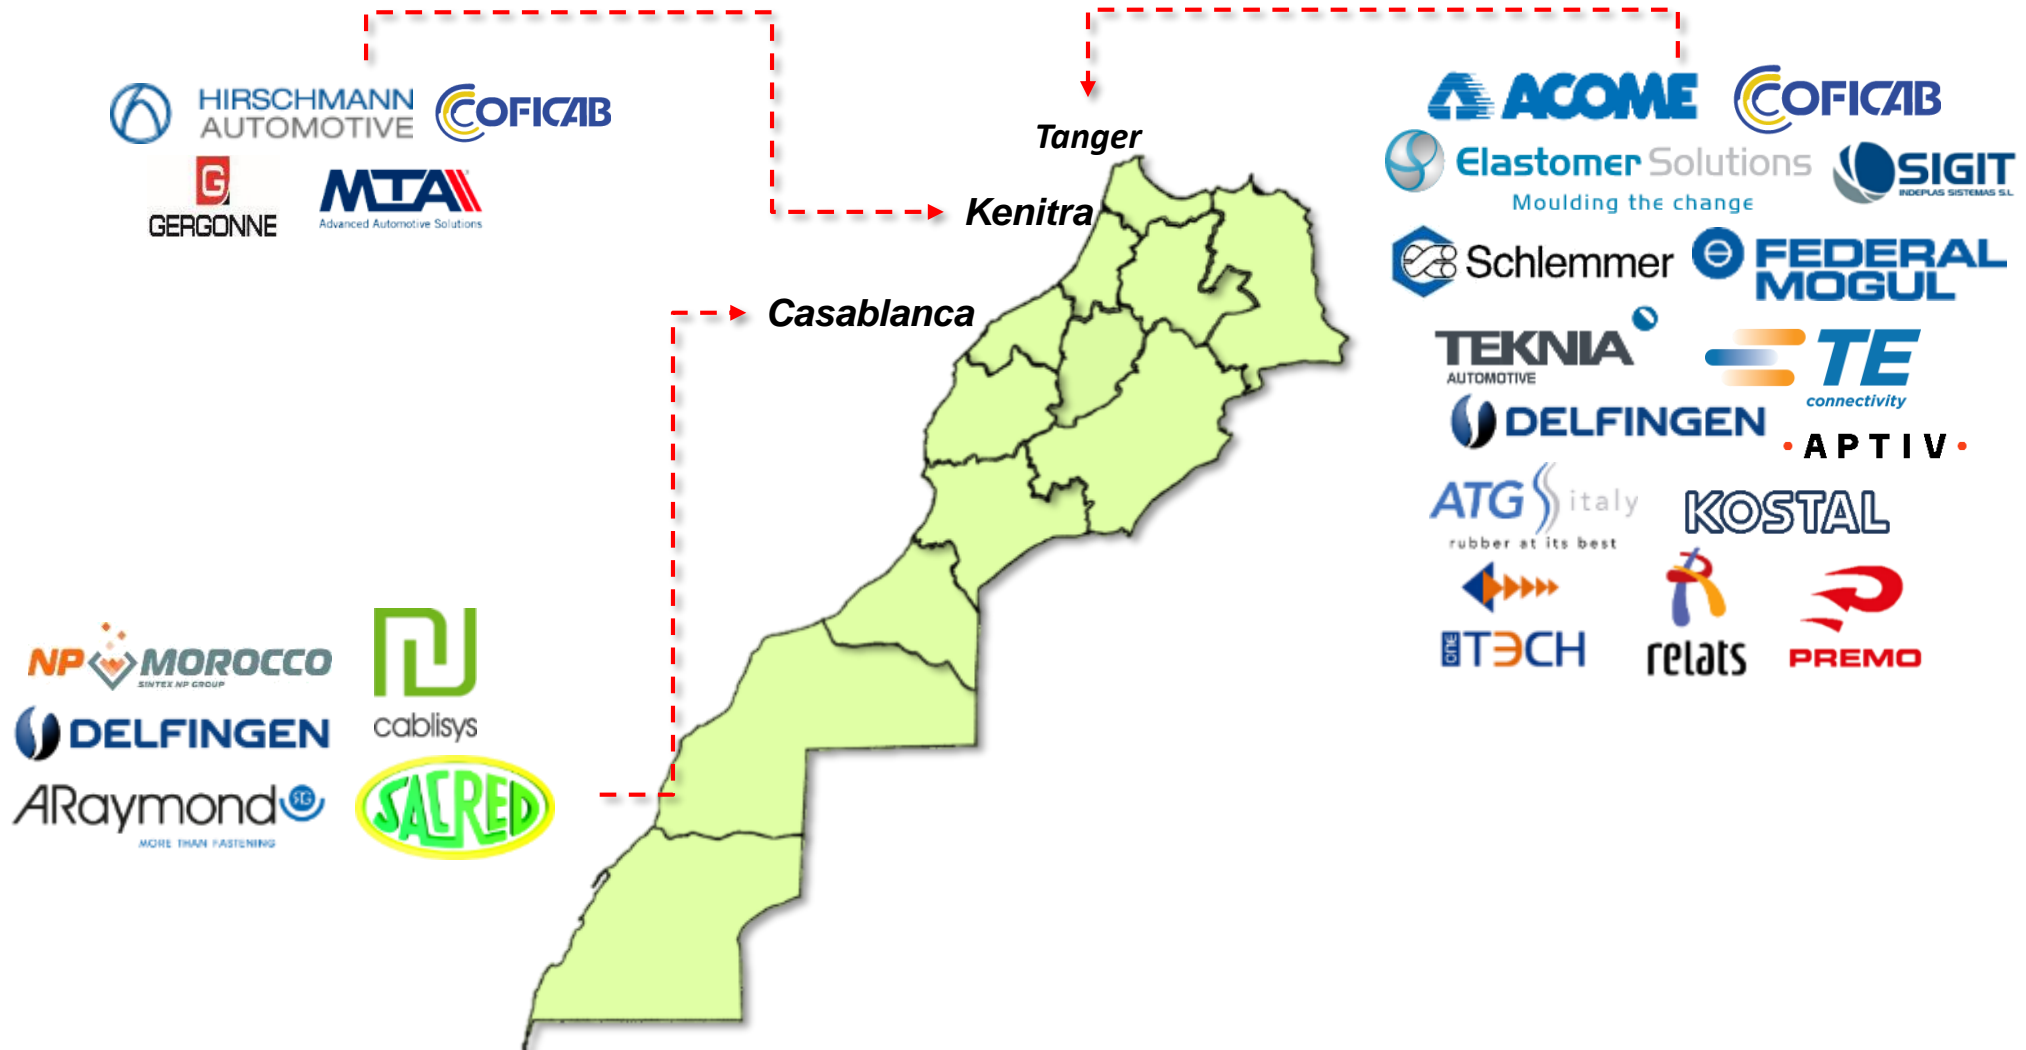 HIRSCHMANN
AUTOMOTIVE
COFICAB
G
GERGONNE
MTA
Advanced Automotive Solutions
Tanger
Kenitra
Casablanca
ACOME
COFICAB
Elastomer Solutions
Moulding the change
SIGIT
INDEPLAS SISTEMAS S.L
Schlemmer
FEDERAL
MOGUL
TEKNIA
AUTOMOTIVE
TE
connectivity
DELFINGEN
• APTIV •
ATG italy
rubber at its best
KOSTAL
ONE TECH
relats
PREMO
NP MOROCCO
SINTEX NP GROUP
cablisys
DELFINGEN
ARaymond
MORE THAN FASTENING
SACRED